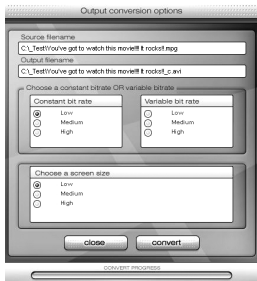 Output conversion options
Source filename
C:\_Test\You've got to watch this movie!!! It rocks!!.mpg
Output filename
C:\_Test\You've got to watch this movie!!! It rocks!!_c.avi
Choose a constant bitrate OR variable bitrate
Constant bit rate
Low
Medium
High
Variable bit rate
Low
Medium
High
Choose a screen size
Low
Medium
High
close convert
CONVERT PROGRESS